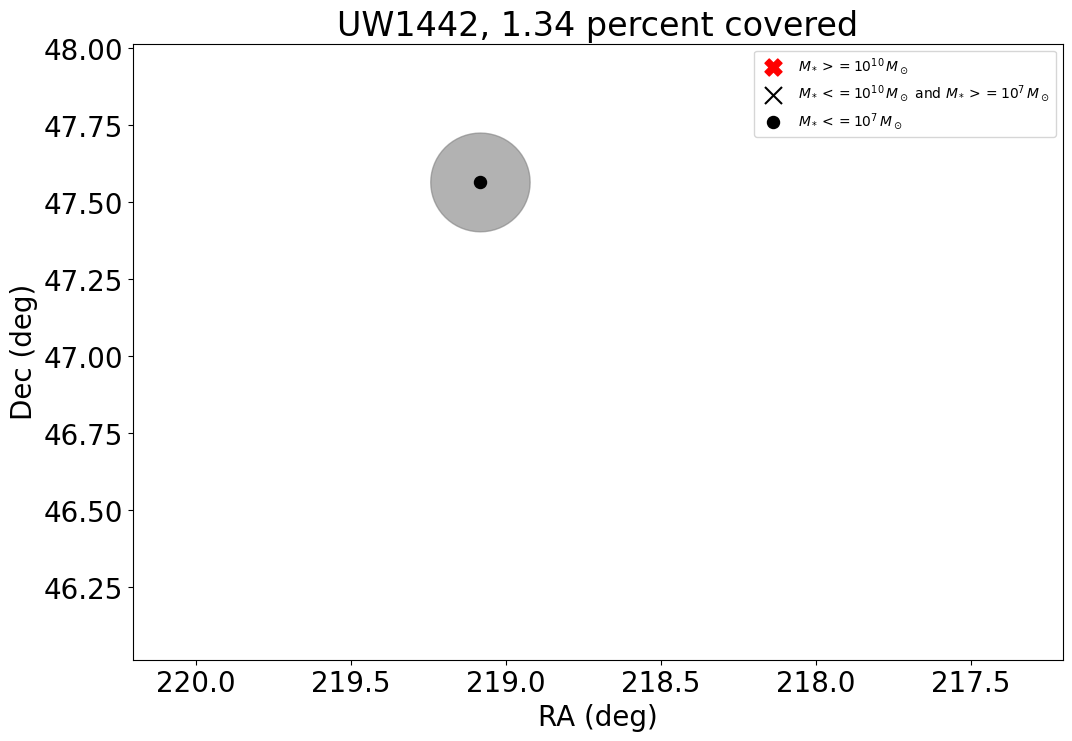 UW1442, 1.34 percent covered
M* >= 10^10 M⊙
M* <= 10^10 M⊙ and M* >= 10^7 M⊙
M* <= 10^7 M⊙
48.00
47.75
47.50
47.25
47.00
46.75
46.50
46.25
Dec (deg)
220.0 219.5 219.0 218.5 218.0 217.5
RA (deg)